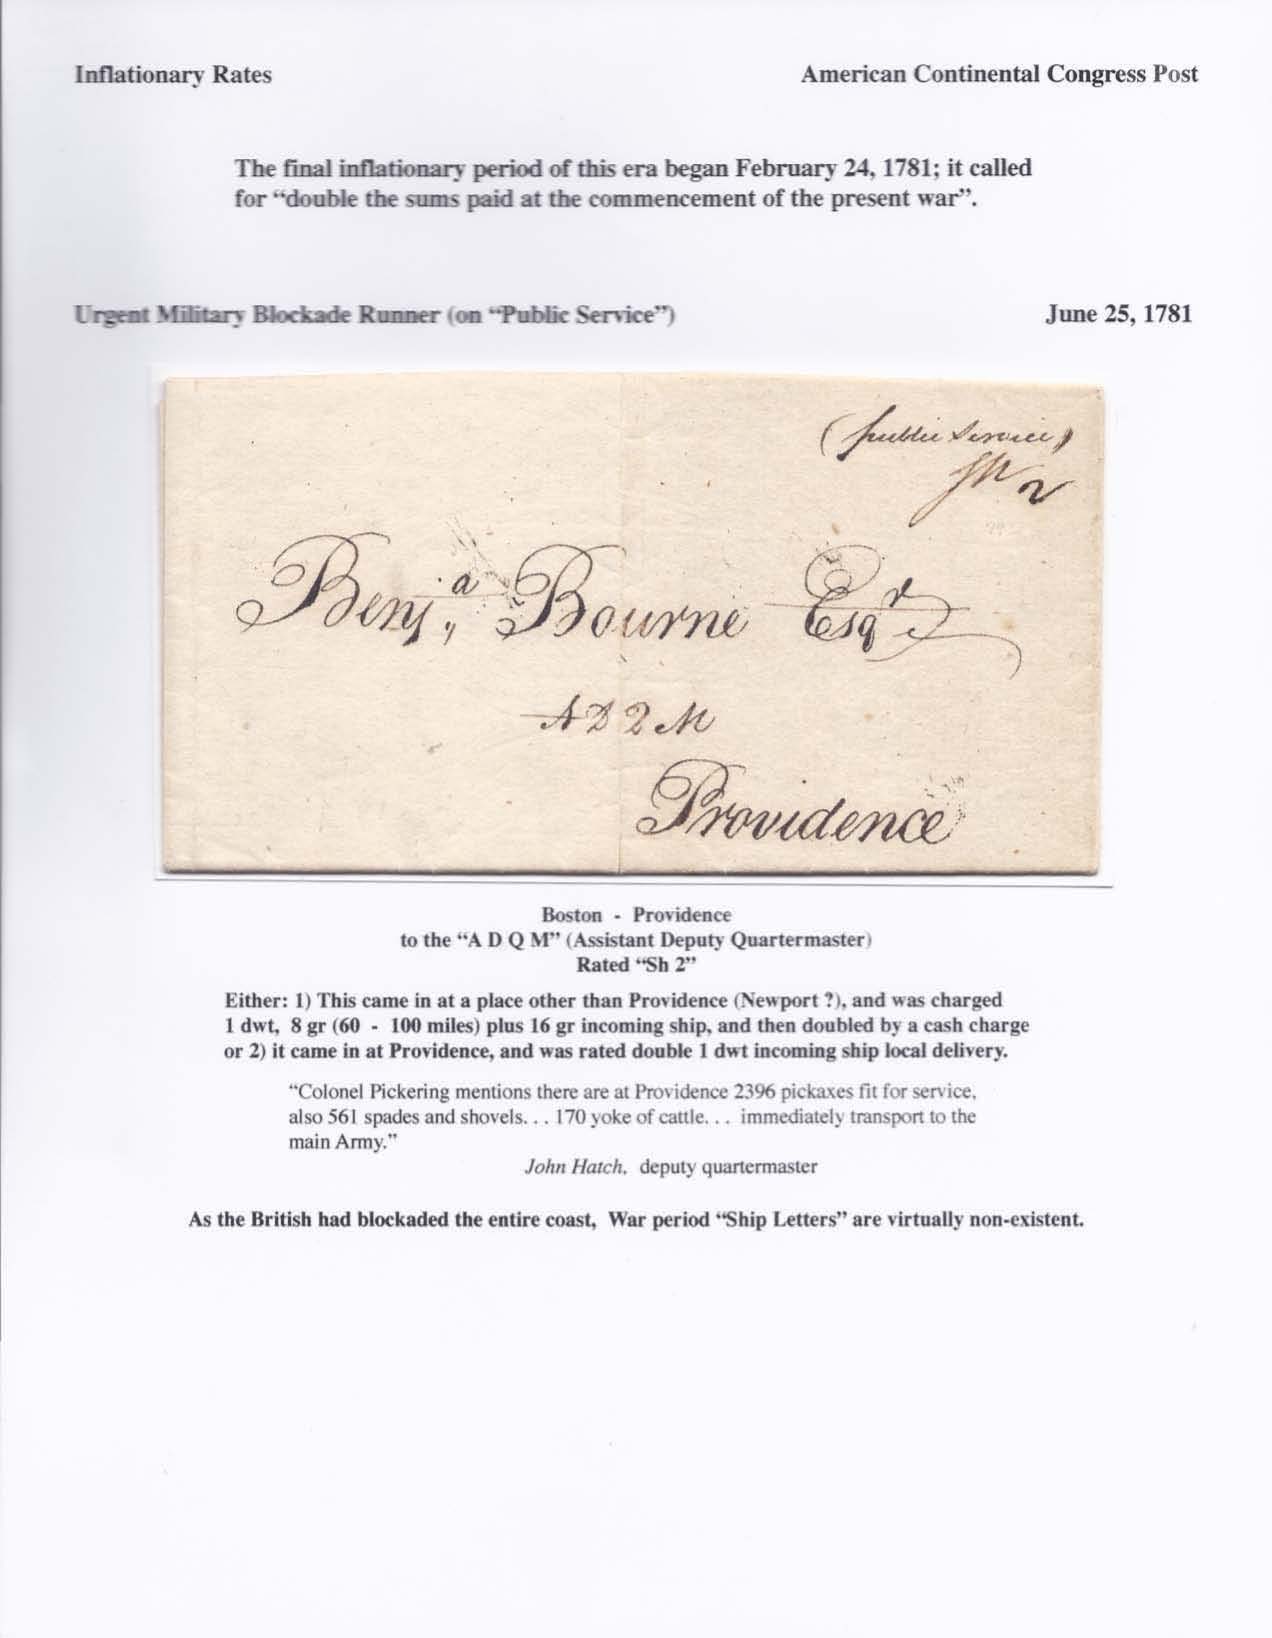 Inflationary Rates
American Continental Congress Post
The final inflationary period of this era began February 24, 1781; it called
for “double the sums paid at the commencement of the present war”.
Urgent Military Blockade Runner (on “Public Service”)
June 25, 1781
(public Service)
Sh 2
Benj,,a Bourne Esqr
A D Q M
Providence
Boston - Providence
to the “A D Q M” (Assistant Deputy Quartermaster)
Rated “Sh 2”
Either: 1) This came in at a place other than Providence (Newport ?), and was charged
1 dwt, 8 gr (60 - 100 miles) plus 16 gr incoming ship, and then doubled by a cash charge
or 2) it came in at Providence, and was rated double 1 dwt incoming ship local delivery.
“Colonel Pickering mentions there are at Providence 2396 pickaxes fit for service,
also 561 spades and shovels. . . 170 yoke of cattle. . . immediately transport to the
main Army.”
John Hatch, deputy quartermaster
As the British had blockaded the entire coast, War period “Ship Letters” are virtually non-existent.